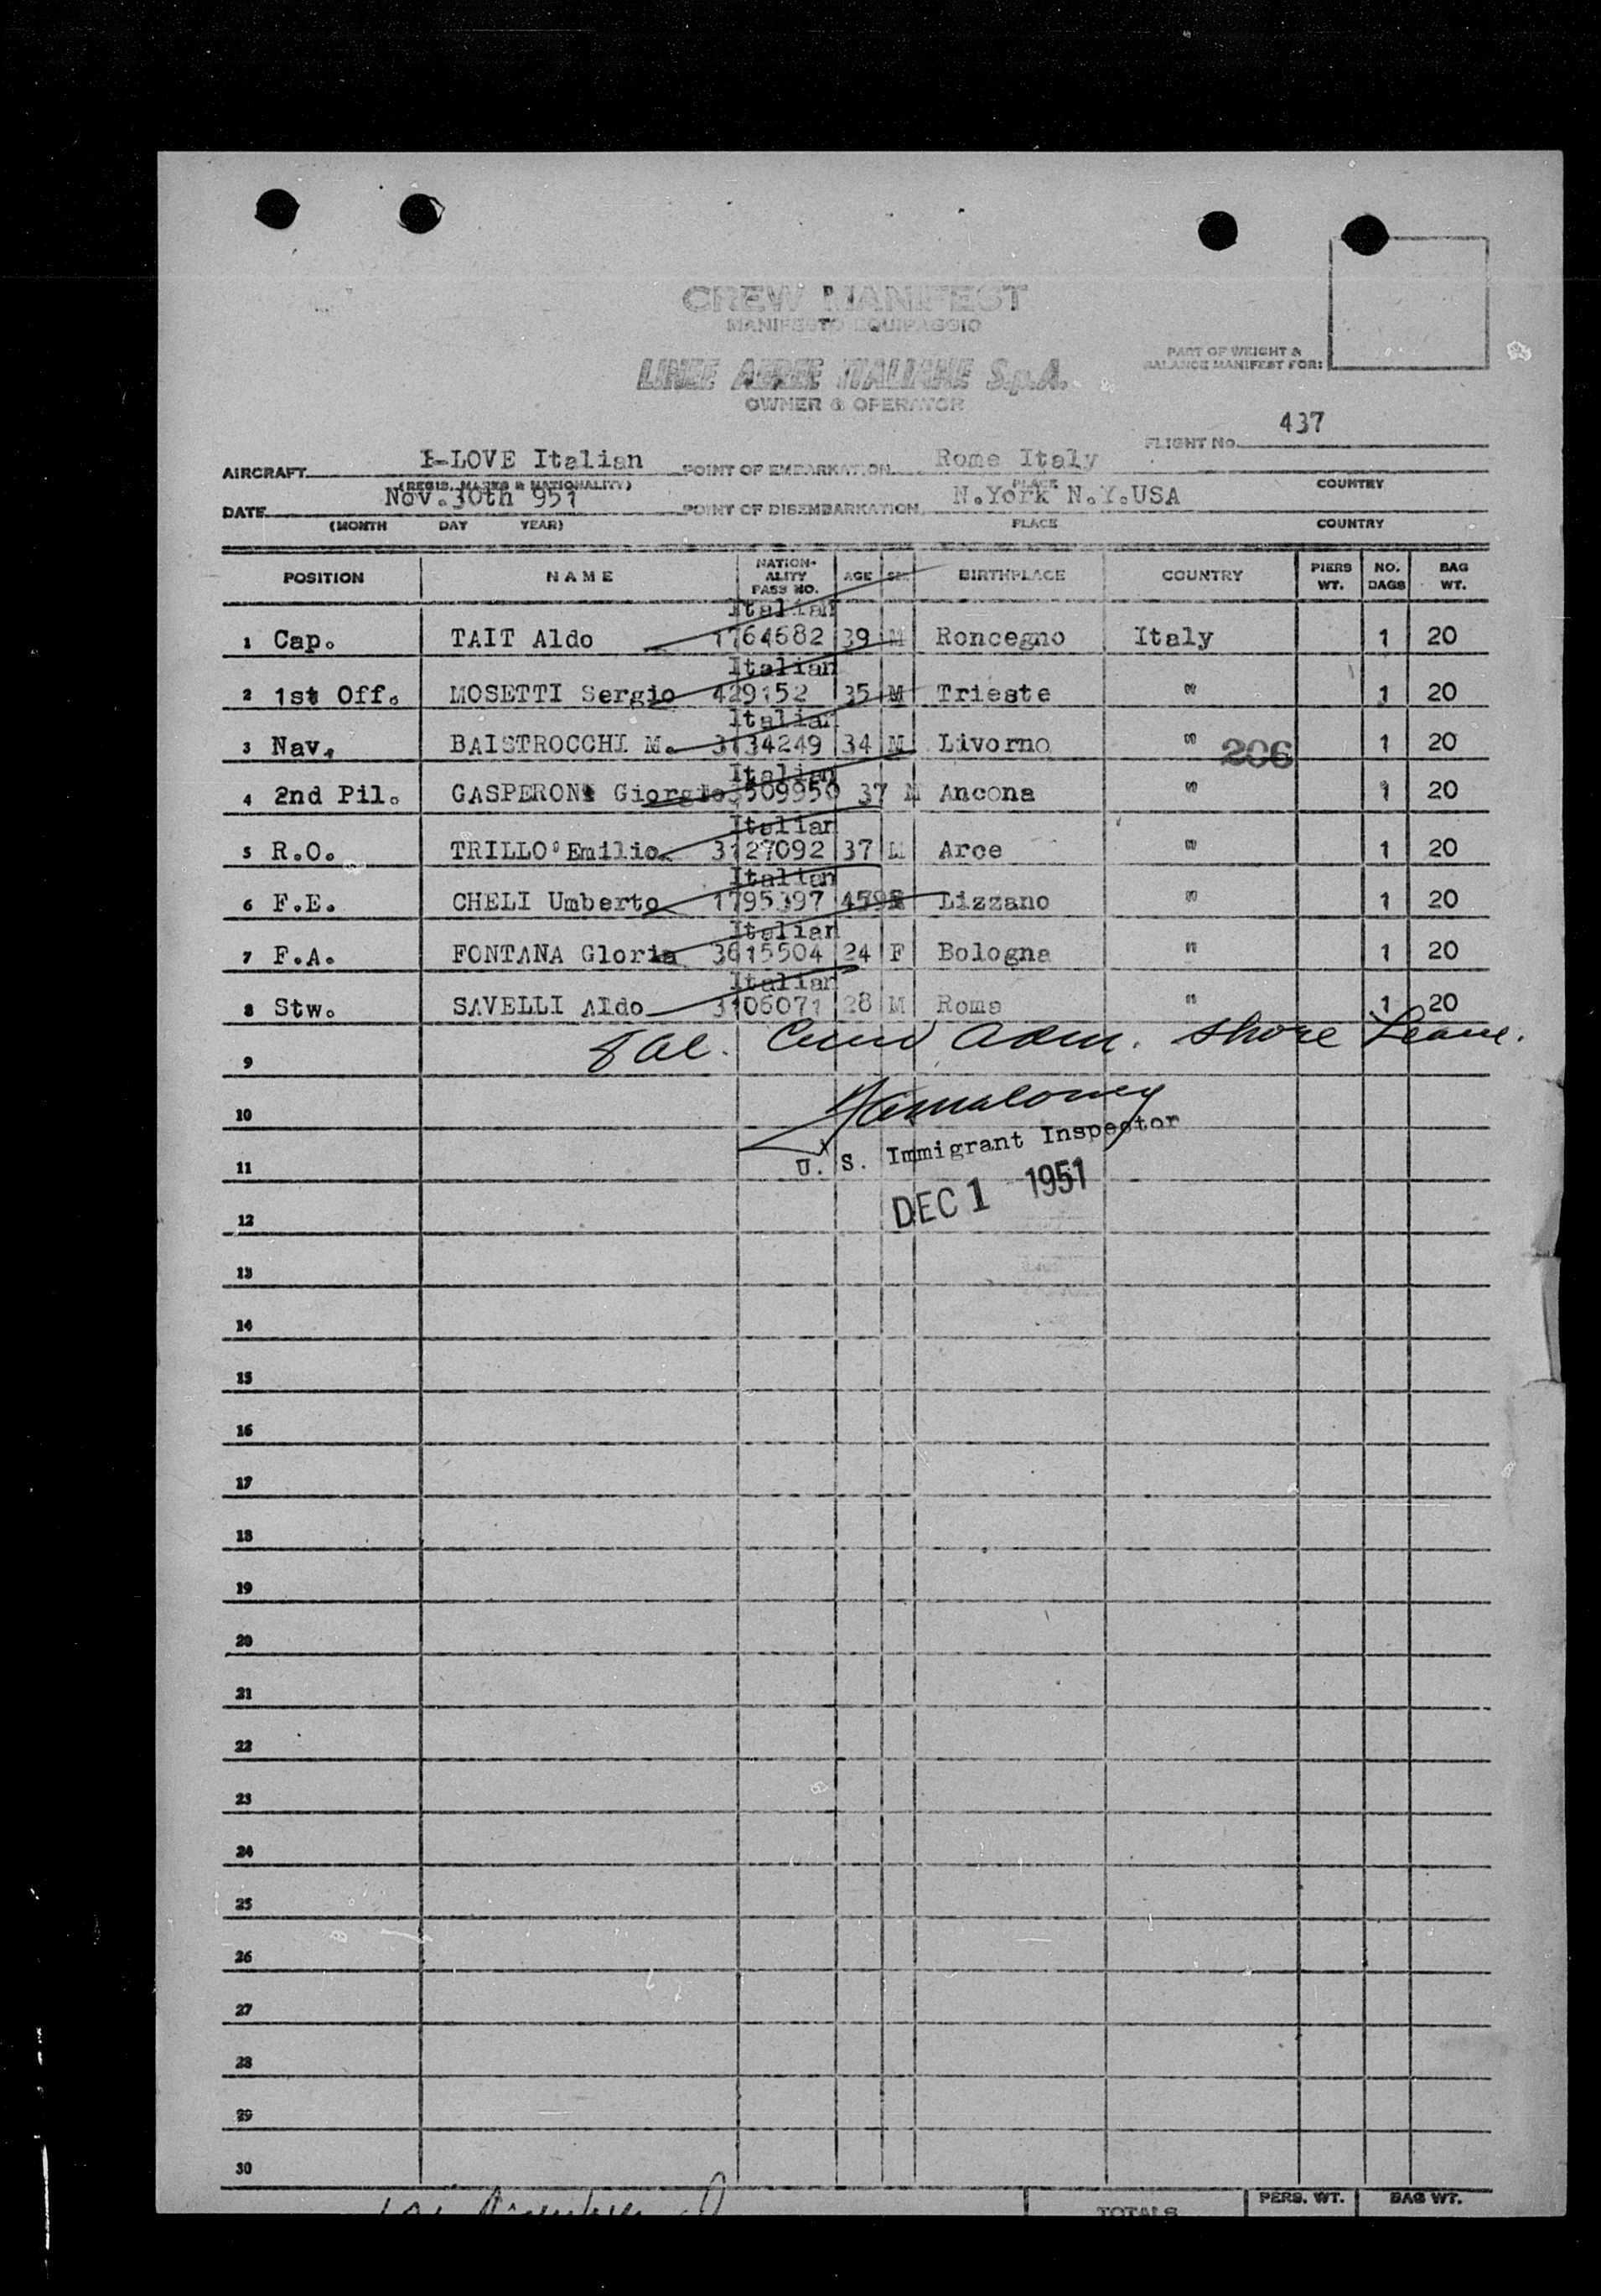 CREW MANIFEST
MANIFESTO EQUIPAGGIO
LINEE AEREE ITALIANE S.p.A.
OWNER & OPERATOR
PART OF WEIGHT &
BALANCE MANIFEST FOR:
FLIGHT No. 437
AIRCRAFT I-LOVE Italian POINT OF EMBARKATION Rome Italy
(REGIS. MARKS & NATIONALITY) PLACE COUNTRY
DATE Nov.30th 951 POINT OF DISEMBARKATION N.York N.Y.USA
(MONTH DAY YEAR) PLACE COUNTRY
POSITION NAME NATION-ALITY PASS NO. AGE SEX BIRTHPLACE COUNTRY PIERS WT. NO. BAGS BAG WT.
Italian
1 Cap. TAIT Aldo 1764682 39 M Roncegno Italy 1 20
Italian
2 1st Off. MOSETTI Sergio 429152 35 M Trieste " 1 20
Italian
3 Nav. BAISTROCCHI M. 3134249 34 M Livorno " 206 1 20
Italian
4 2nd Pil. GASPERONI Giorgio 3509950 37 M Ancona " 1 20
Italian
5 R.O. TRILLO' Emilio 3127092 37 M Arce " 1 20
Italian
6 F.E. CHELI Umberto 1795397 Lizzano " 1 20
Italian
7 F.A. FONTANA Gloria 3615504 24 F Bologna " 1 20
Italian
8 Stw. SAVELLI Aldo 3106071 28 M Roma " 1 20
9 8 al. Crew Adm. Shore Leave.
10
11 U. S. Immigrant Inspector
12 DEC 1 1951
13
14
15
16
17
18
19
20
21
22
23
24
25
26
27
28
29
30
TOTALS PERS. WT. BAG WT.